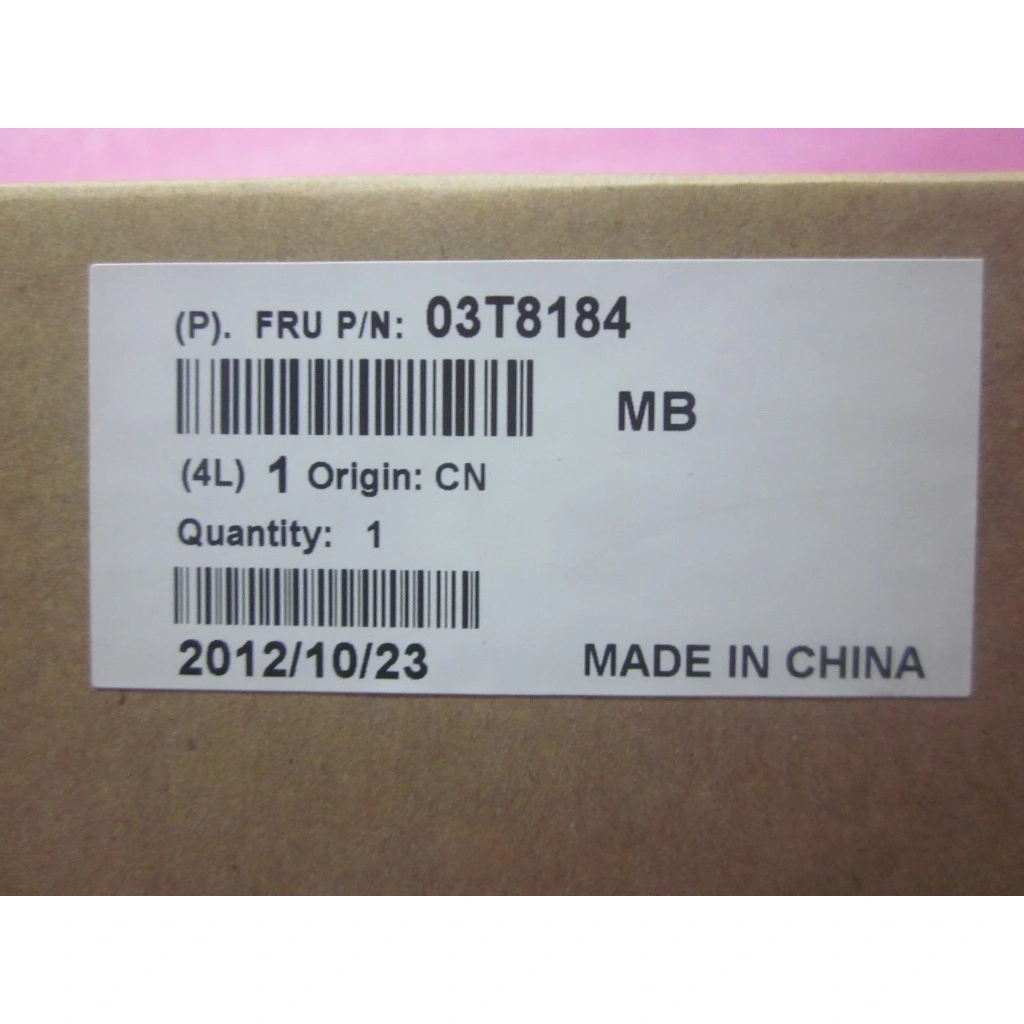 (P). FRU P/N: 03T8184
MB
(4L) 1 Origin: CN
Quantity: 1
2012/10/23
MADE IN CHINA